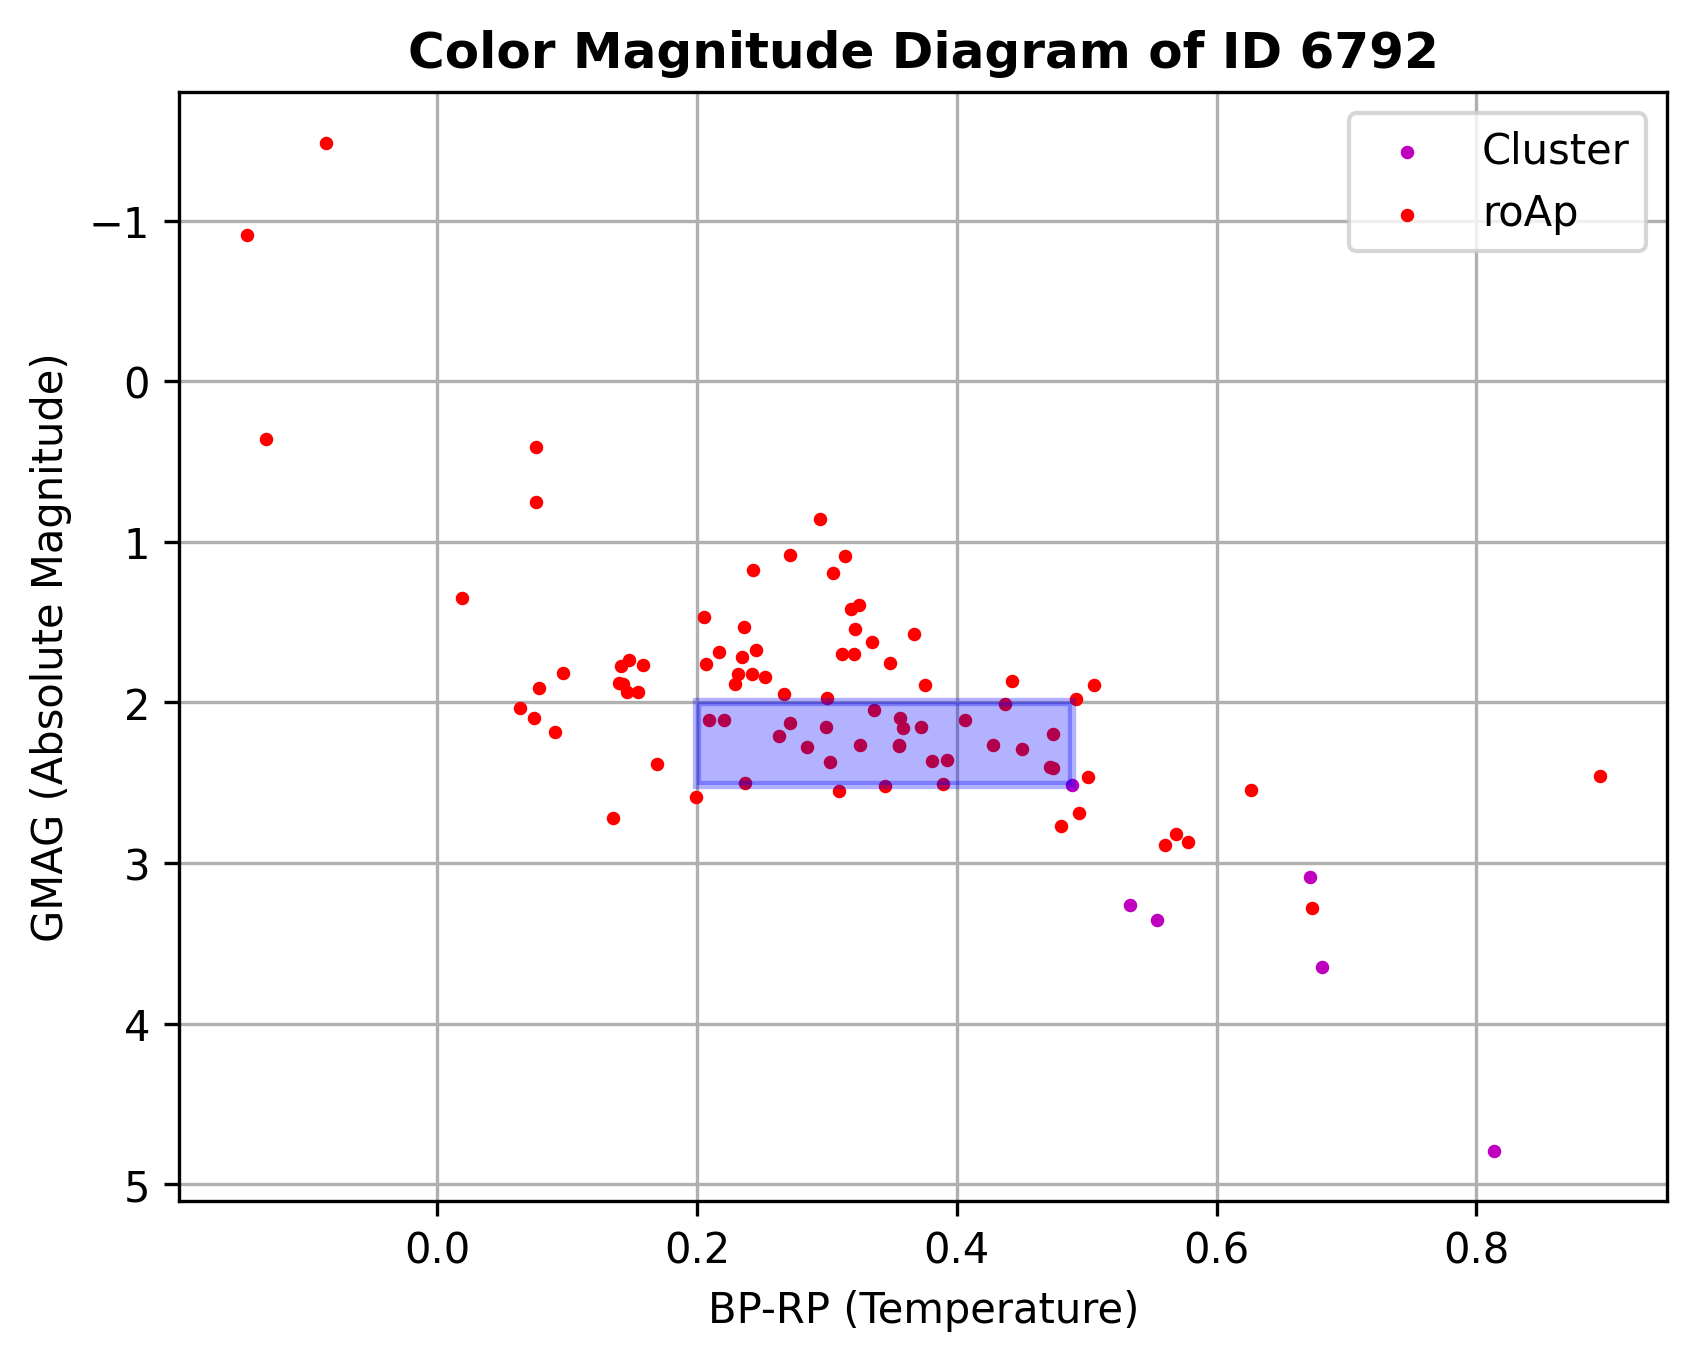 Color Magnitude Diagram of ID 6792
Cluster
roAp
GMAG (Absolute Magnitude)
−1
0
1
2
3
4
5
0.0 0.2 0.4 0.6 0.8
BP-RP (Temperature)